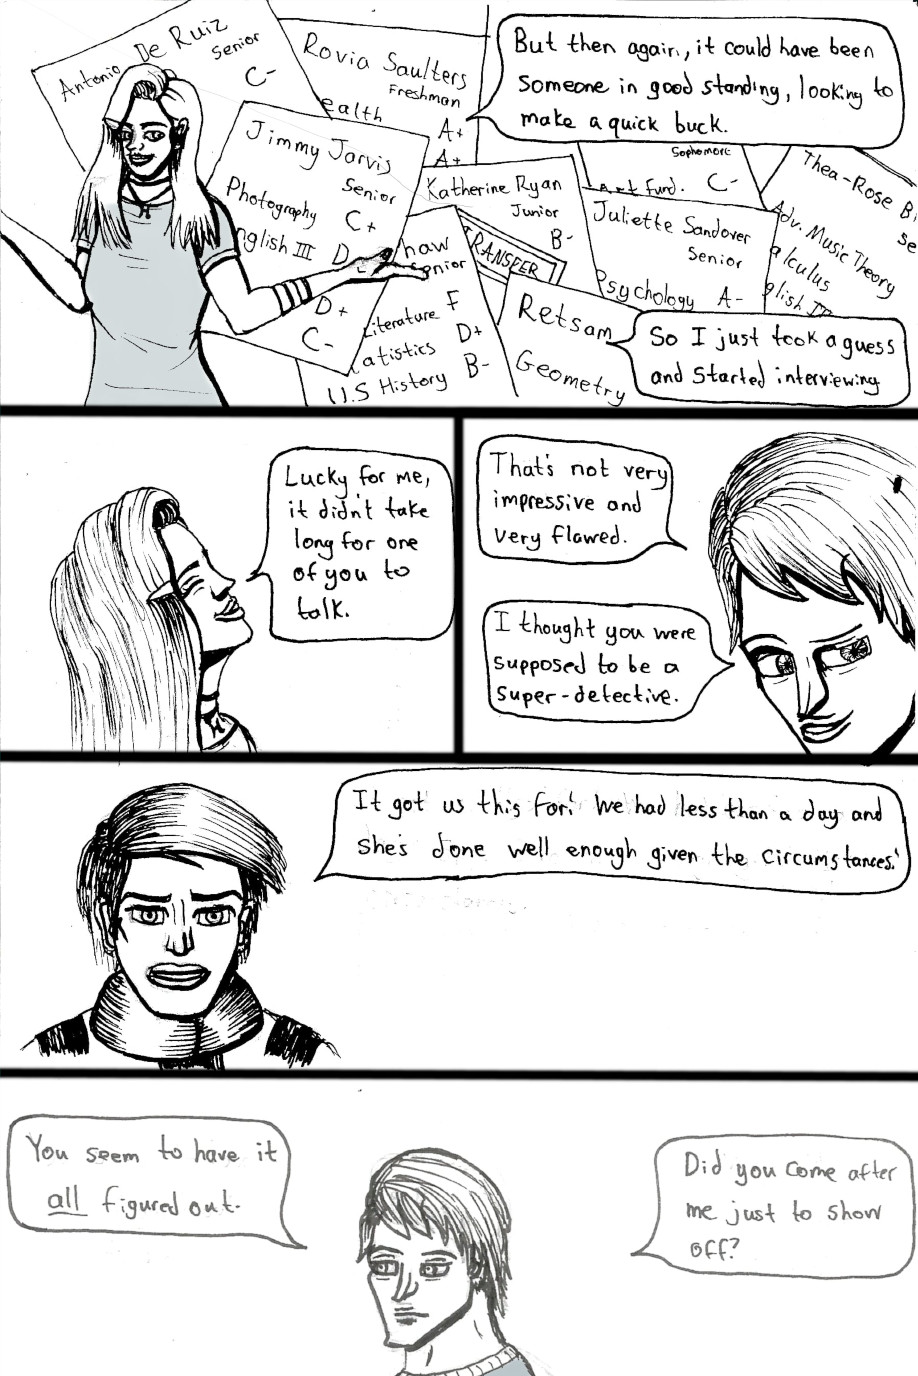 Antonio De Ruiz
Senior
C-
Rovia Saulters
Freshman
ealth
A+
A+
But then again, it could have been
someone in good standing, looking to
make a quick buck.
Jimmy Jarvis
Senior
Photography C+
nglish III D
D+
C-
Katherine Ryan
Junior
B-
TRANSFER
Sophomore
Art Fund. C-
Juliette Sandover
Senior
Psychology A-
Thea-Rose B
Se
Adv. Music Theory
alculus
glish
haw
enior
Literature F
atistics D+
U.S History B-
Retsam
Geometry
So I just took a guess
and started interviewing
Lucky for me,
it didn't take
long for one
of you to
talk.
That's not very
impressive and
very flawed.
I thought you were
supposed to be a
super-detective.
It got us this far! We had less than a day and
she's done well enough given the circumstances!
You seem to have it
all figured out.
Did you come after
me just to show
off?